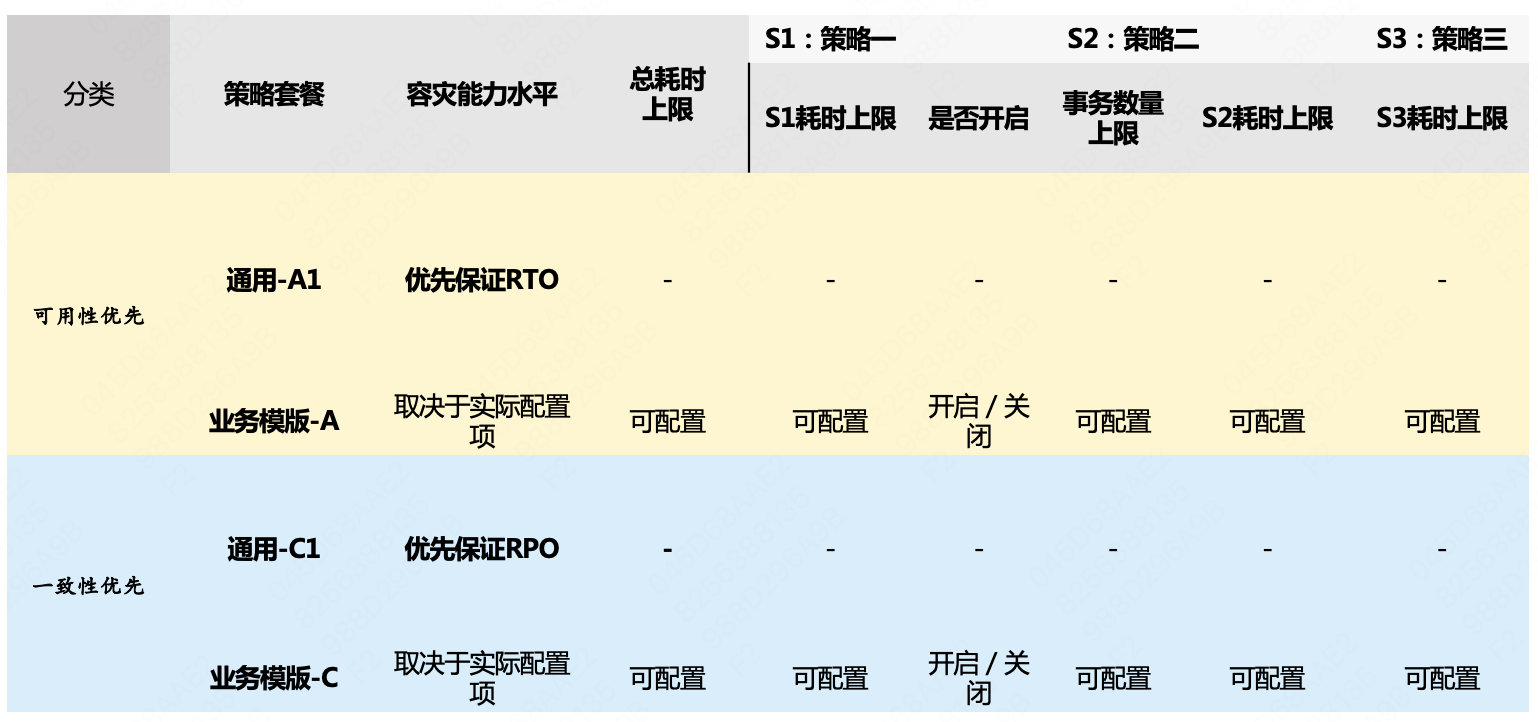 S1：策略一 S2：策略二 S3：策略三
分类 策略套餐 容灾能力水平 总耗时
上限 S1耗时上限 是否开启 事务数量
上限 S2耗时上限 S3耗时上限
可用性优先
通用-A1 优先保证RTO - - - - - -
业务模版-A 取决于实际配置
项 可配置 可配置 开启 / 关
闭 可配置 可配置 可配置
一致性优先
通用-C1 优先保证RPO - - - - - -
业务模版-C 取决于实际配置
项 可配置 可配置 开启 / 关
闭 可配置 可配置 可配置